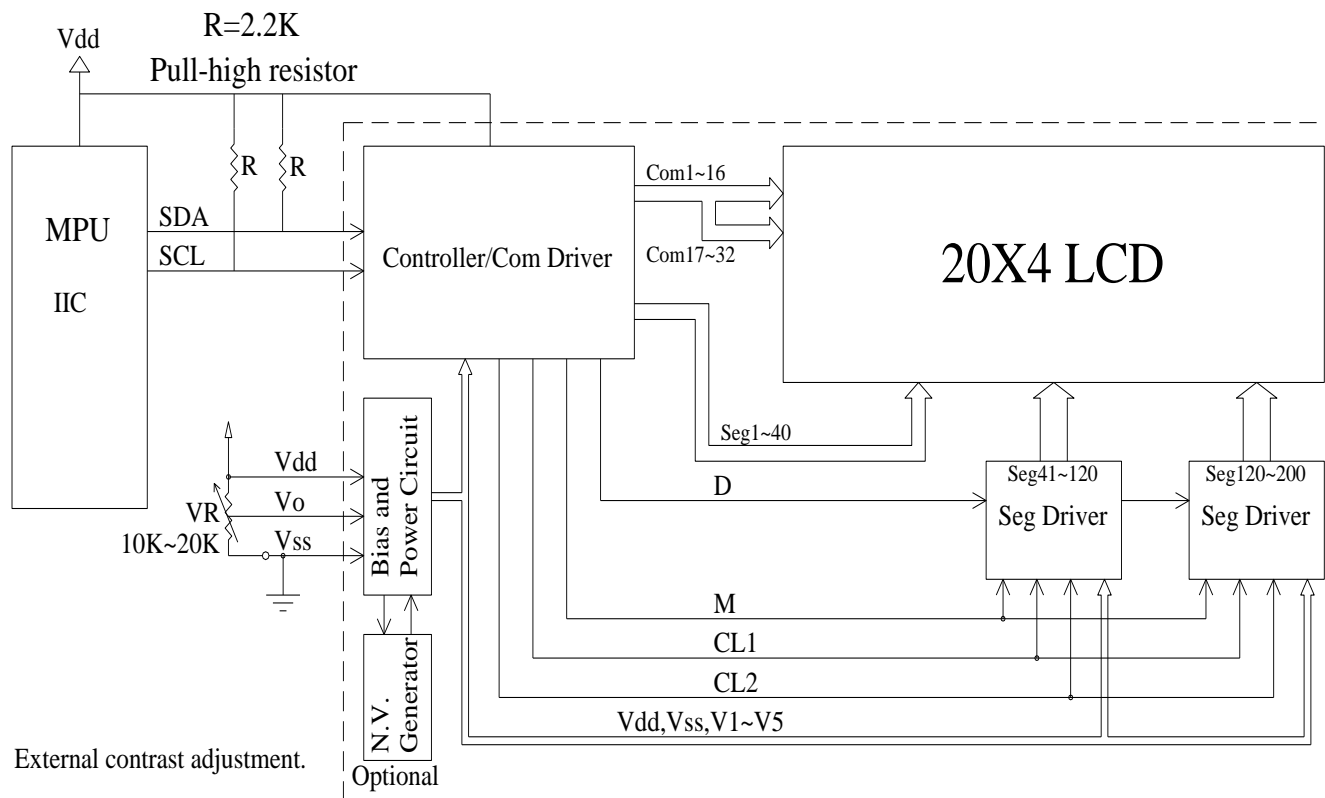 R=2.2K
Vdd
Pull-high resistor
R
R
MPU
IIC
SDA
SCL
Controller/Com Driver
Com1~16
Com17~32
20X4 LCD
Seg1~40
Vdd
Vo
Vss
VR
10K~20K
Bias and
Power Circuit
N.V.
Generator
Optional
D
Seg41~120
Seg Driver
Seg120~200
Seg Driver
M
CL1
CL2
Vdd,Vss,V1~V5
External contrast adjustment.